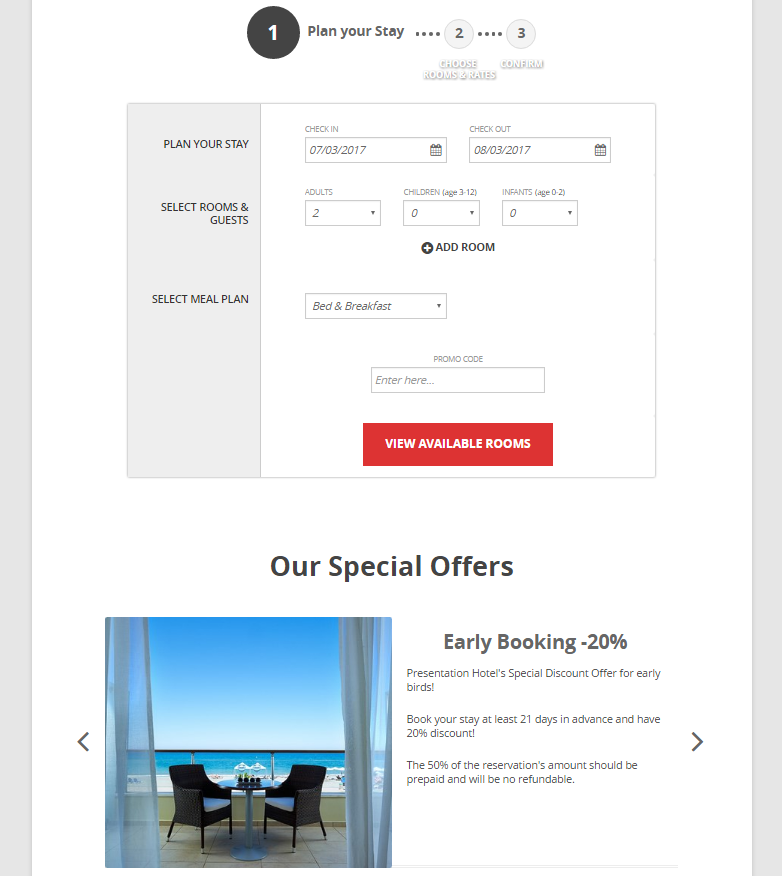 1
Plan your Stay
2
3
CHOOSE
ROOMS & RATES
CONFIRM
PLAN YOUR STAY
CHECK IN
CHECK OUT
07/03/2017
08/03/2017
SELECT ROOMS &
GUESTS
ADULTS
CHILDREN (age 3-12)
INFANTS (age 0-2)
2
0
0
ADD ROOM
SELECT MEAL PLAN
Bed & Breakfast
PROMO CODE
Enter here...
VIEW AVAILABLE ROOMS
Our Special Offers
Early Booking -20%
Presentation Hotel's Special Discount Offer for early
birds!
Book your stay at least 21 days in advance and have
20% discount!
The 50% of the reservation's amount should be
prepaid and will be no refundable.